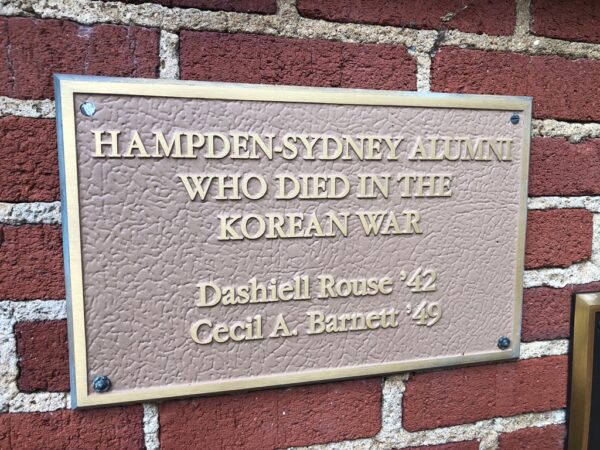 HAMPDEN-SYDNEY ALUMNI
WHO DIED IN THE
KOREAN WAR
Dashiell Rouse '42
Cecil A. Barnett '49